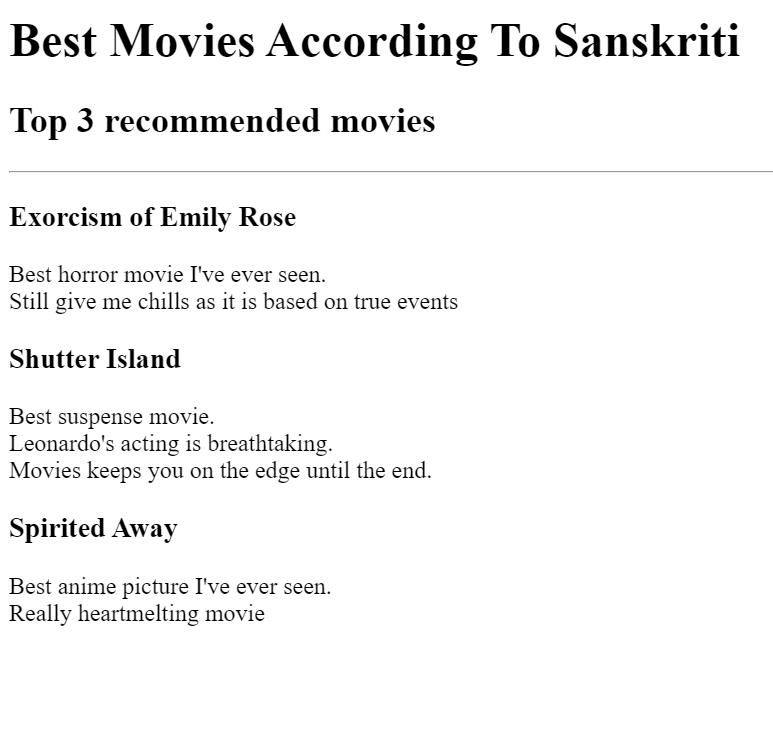 Best Movies According To Sanskriti
Top 3 recommended movies
Exorcism of Emily Rose
Best horror movie I've ever seen.
Still give me chills as it is based on true events
Shutter Island
Best suspense movie.
Leonardo's acting is breathtaking.
Movies keeps you on the edge until the end.
Spirited Away
Best anime picture I've ever seen.
Really heartmelting movie